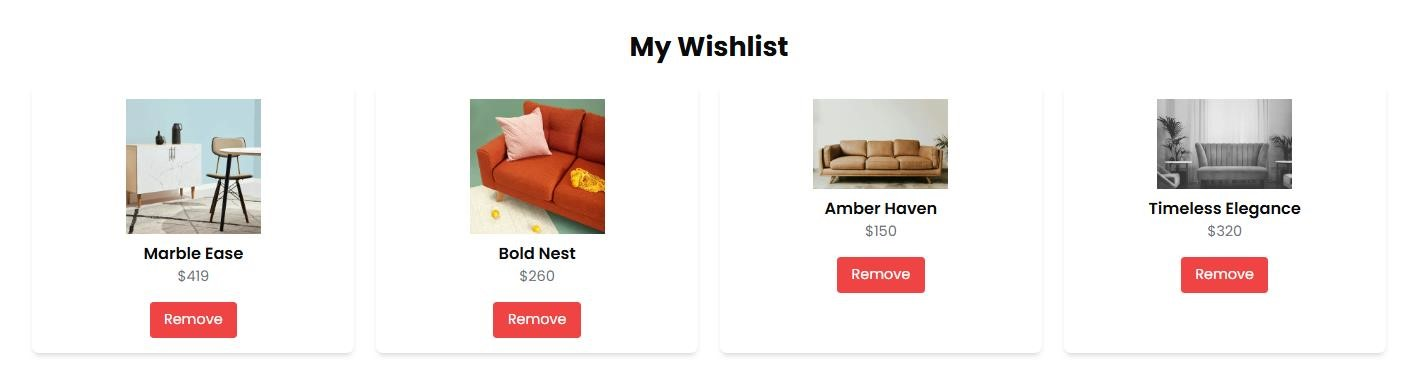 My Wishlist
Marble Ease
$419
Remove
Bold Nest
$260
Remove
Amber Haven
$150
Remove
Timeless Elegance
$320
Remove